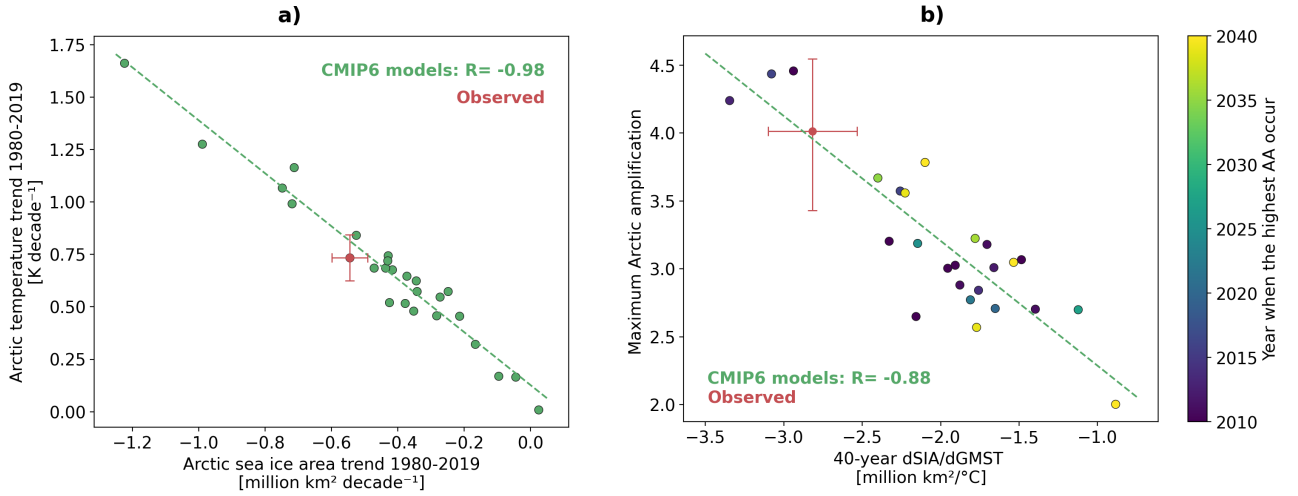 a)
Arctic temperature trend 1980-2019
[K decade⁻¹]
1.75
1.50
1.25
1.00
0.75
0.50
0.25
0.00
CMIP6 models: R= -0.98
Observed
−1.2
−1.0
−0.8
−0.6
−0.4
−0.2
0.0
Arctic sea ice area trend 1980-2019
[million km² decade⁻¹]
b)
Maximum Arctic amplification
4.5
4.0
3.5
3.0
2.5
2.0
CMIP6 models: R= -0.88
Observed
−3.5
−3.0
−2.5
−2.0
−1.5
−1.0
40-year dSIA/dGMST
[million km²/°C]
2040
2035
2030
2025
2020
2015
2010
Year when the highest AA occur